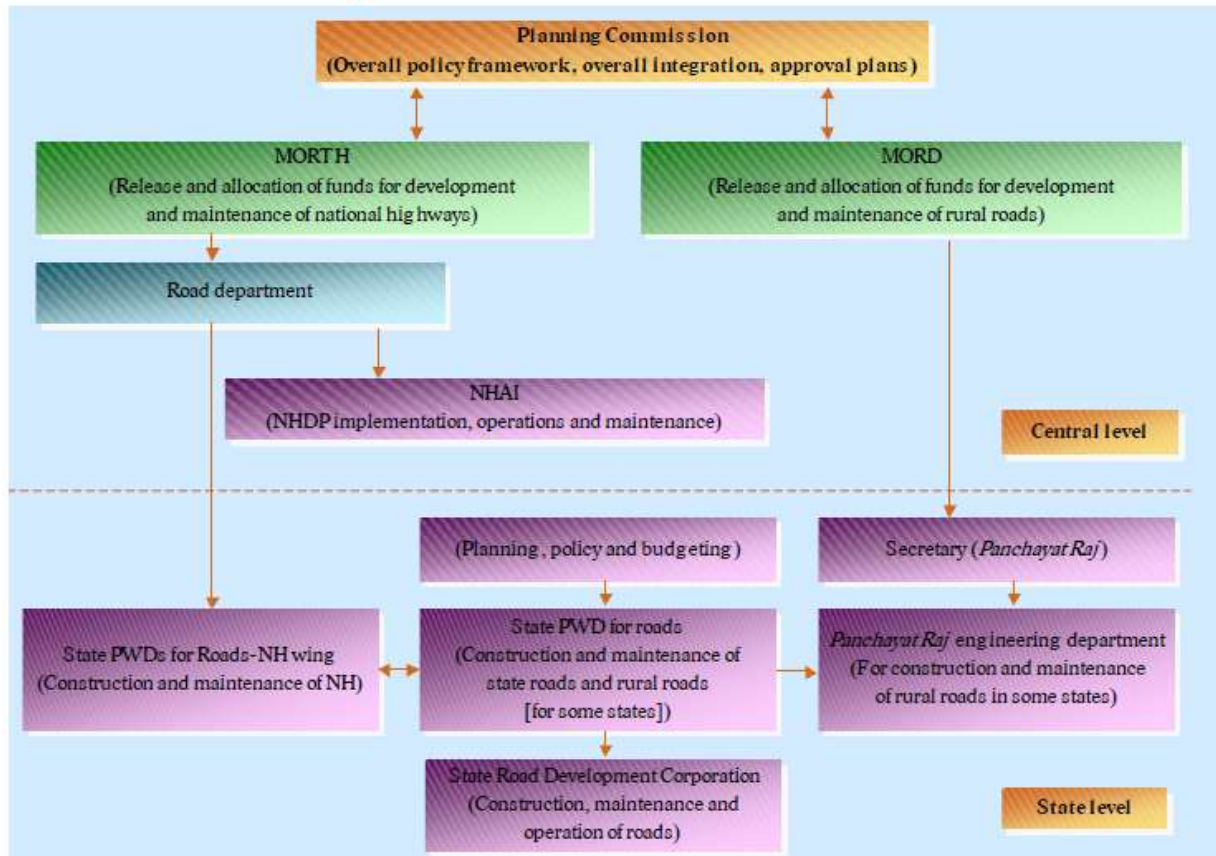 Planning Commission
(Overall policy framework, overall integration, approval plans)
MORTH
(Release and allocation of funds for development
and maintenance of national highways)
MORD
(Release and allocation of funds for development
and maintenance of rural roads)
Road department
NHAI
(NHDP implementation, operations and maintenance)
Central level
(Planning, policy and budgeting)
Secretary (Panchayat Raj)
State PWDs for Roads-NH wing
(Construction and maintenance of NH)
State PWD for roads
(Construction and maintenance of
state roads and rural roads
[for some states])
Panchayat Raj engineering department
(For construction and maintenance
of rural roads in some states)
State Road Development Corporation
(Construction, maintenance and
operation of roads)
State level